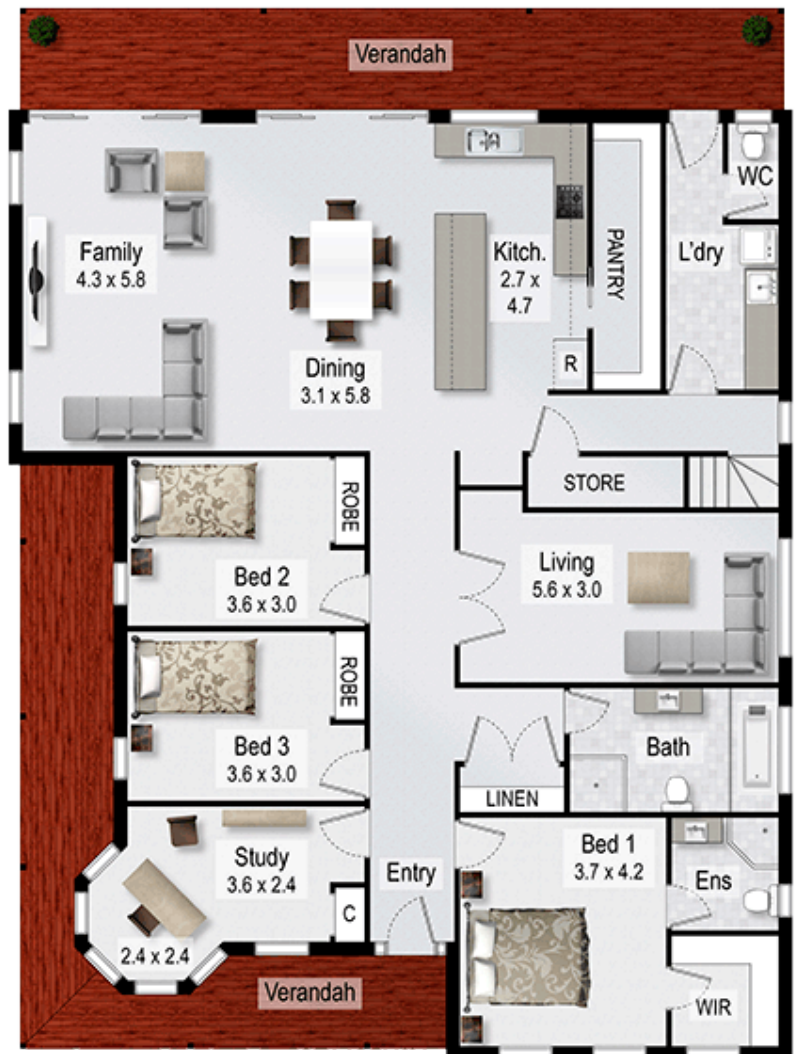 Verandah
WC
Family
4.3 x 5.8
Kitch.
2.7 x
4.7
PANTRY
L'dry
Dining
3.1 x 5.8
R
STORE
ROBE
Bed 2
3.6 x 3.0
Living
5.6 x 3.0
ROBE
Bed 3
3.6 x 3.0
Bath
LINEN
Study
3.6 x 2.4
Entry
Bed 1
3.7 x 4.2
Ens
C
2.4 x 2.4
Verandah
WIR